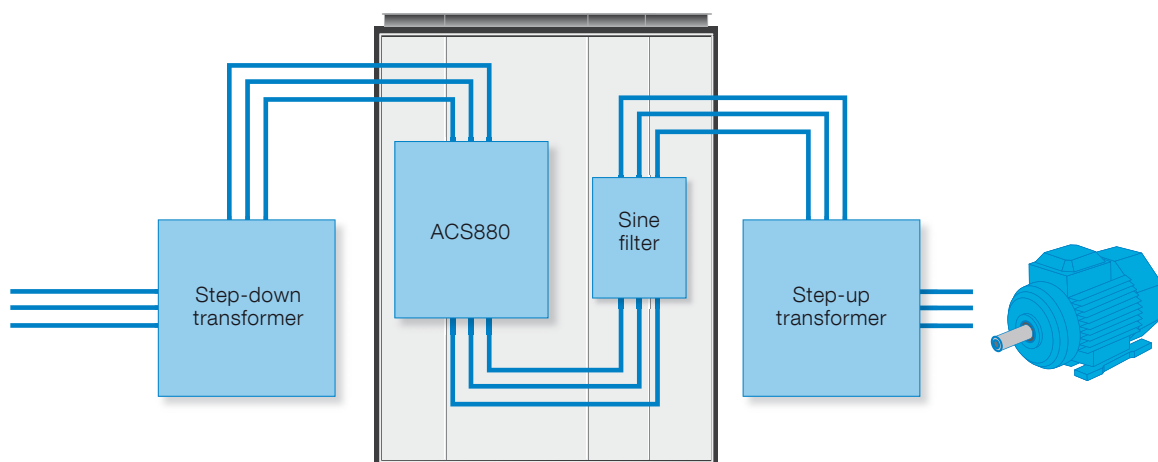 Step-down
transformer
ACS880
Sine
filter
Step-up
transformer